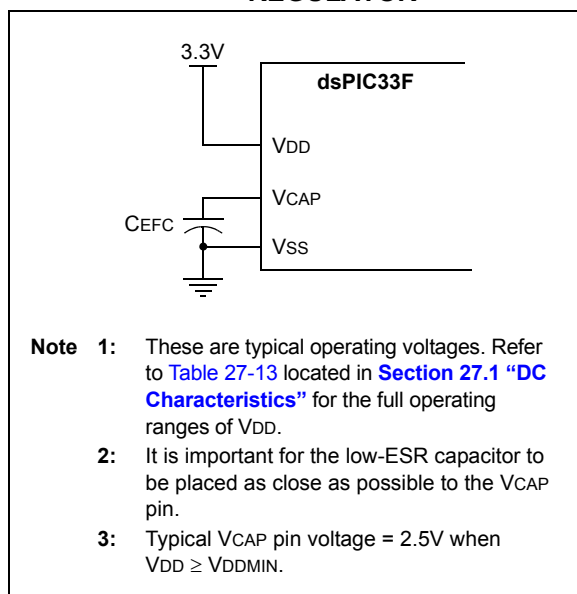 3.3V
dsPIC33F
VDD
VCAP
CEFC
VSS
Note 1: These are typical operating voltages. Refer
to Table 27-13 located in Section 27.1 “DC
Characteristics” for the full operating
ranges of VDD.
2: It is important for the low-ESR capacitor to
be placed as close as possible to the VCAP
pin.
3: Typical VCAP pin voltage = 2.5V when
VDD ≥ VDDMIN.